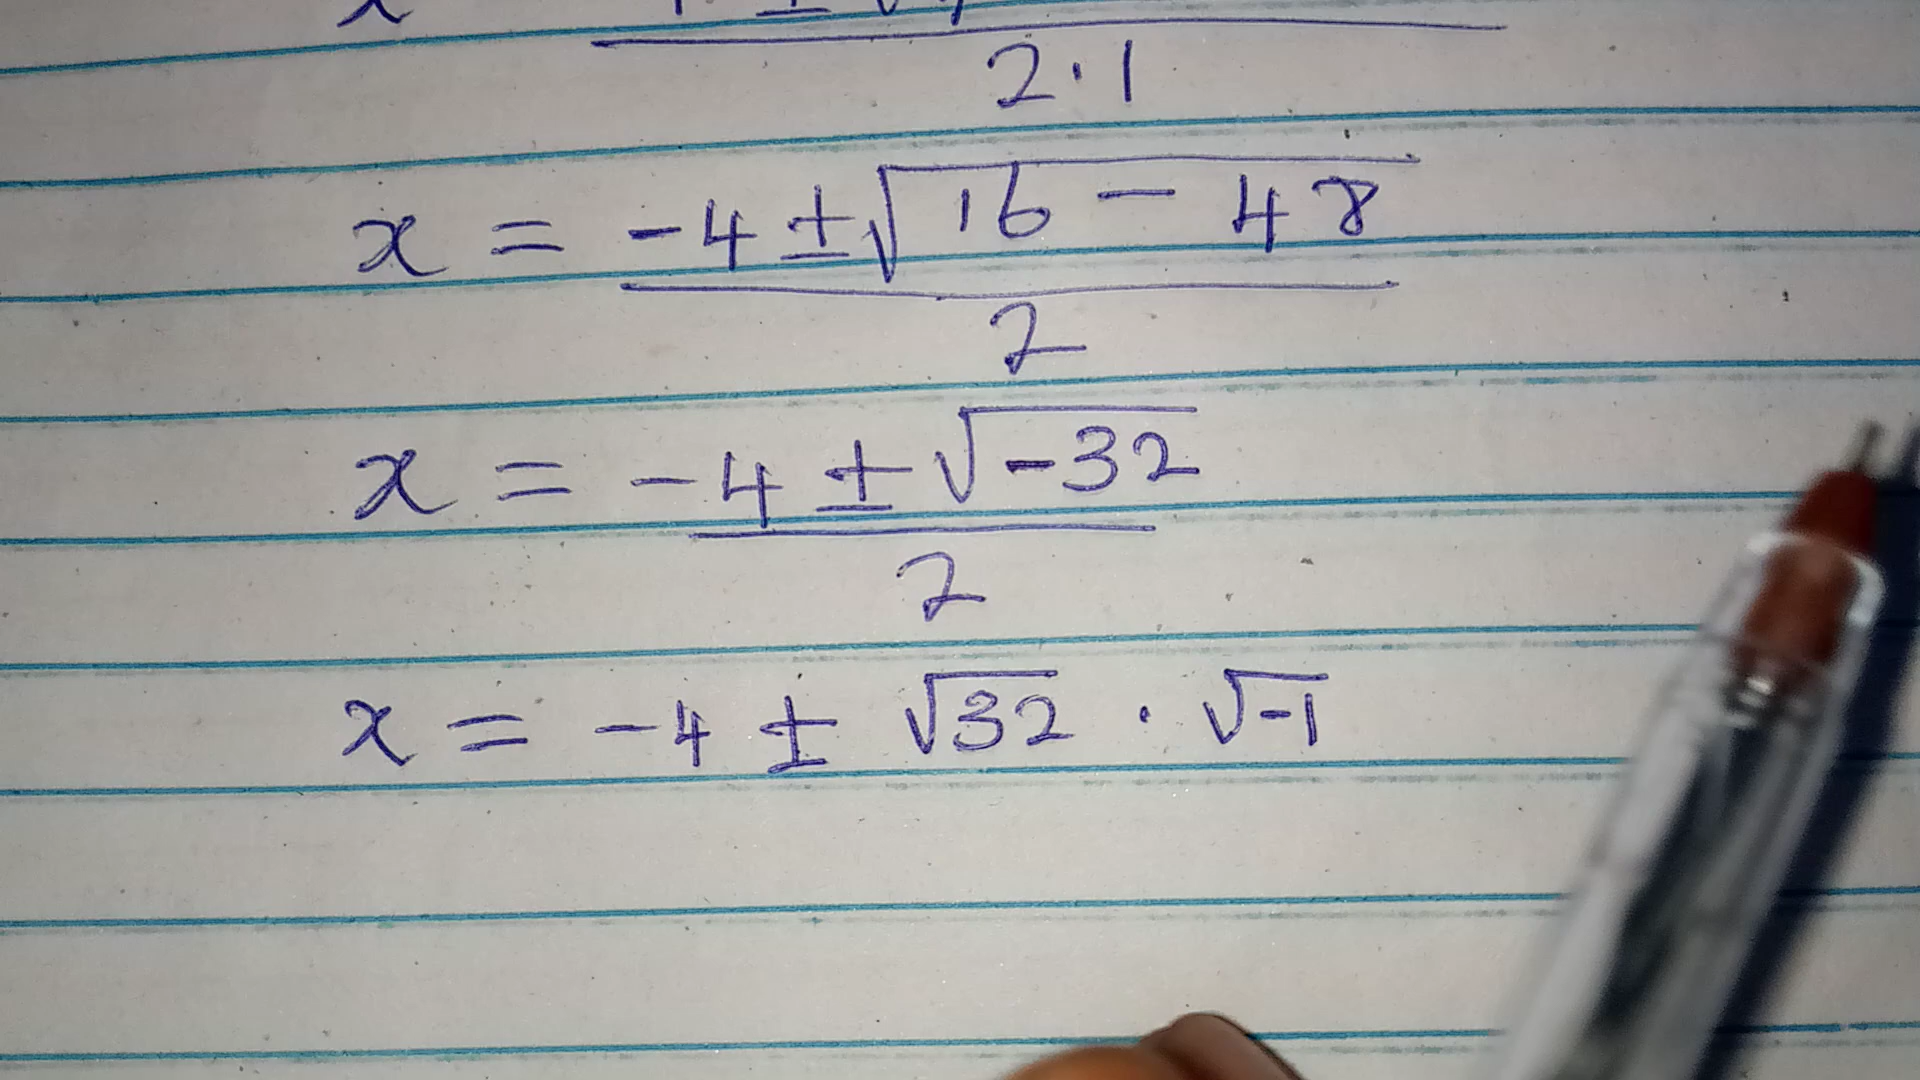 x
2·1
x = -4 ± √16 - 48
2
x = -4 ± √-32
2
x = -4 ± √32 · √-1